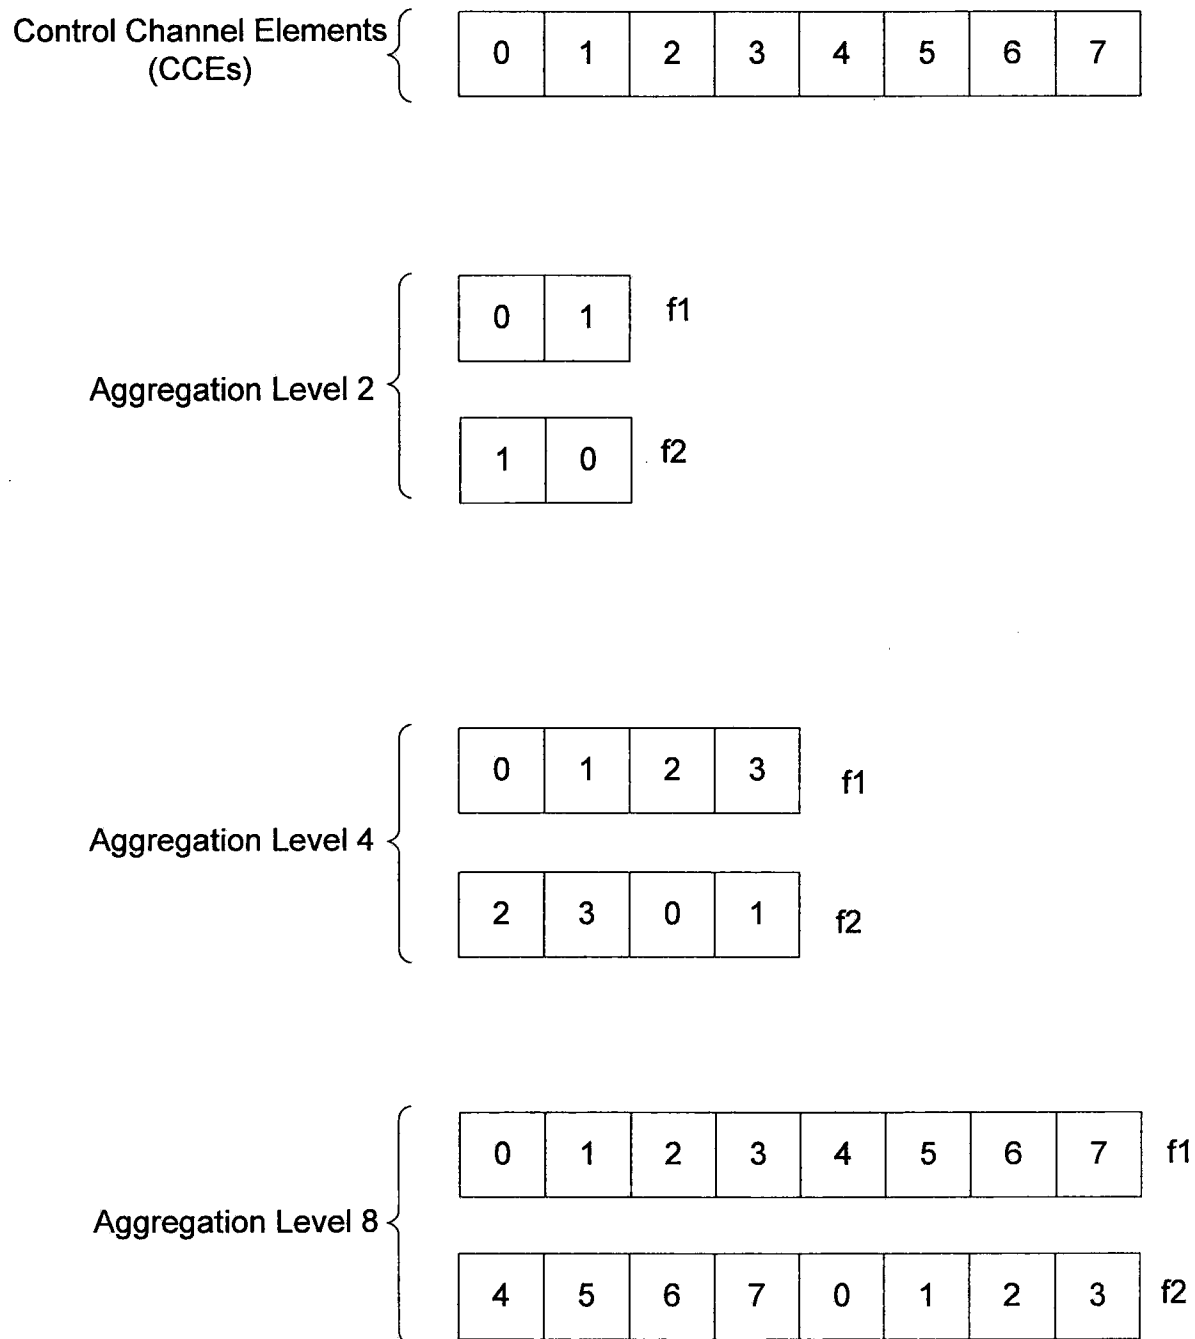 Control Channel Elements
(CCEs)
0 1 2 3 4 5 6 7
0 1 f1
Aggregation Level 2
1 0 f2
0 1 2 3 f1
Aggregation Level 4
2 3 0 1 f2
0 1 2 3 4 5 6 7 f1
Aggregation Level 8
4 5 6 7 0 1 2 3 f2